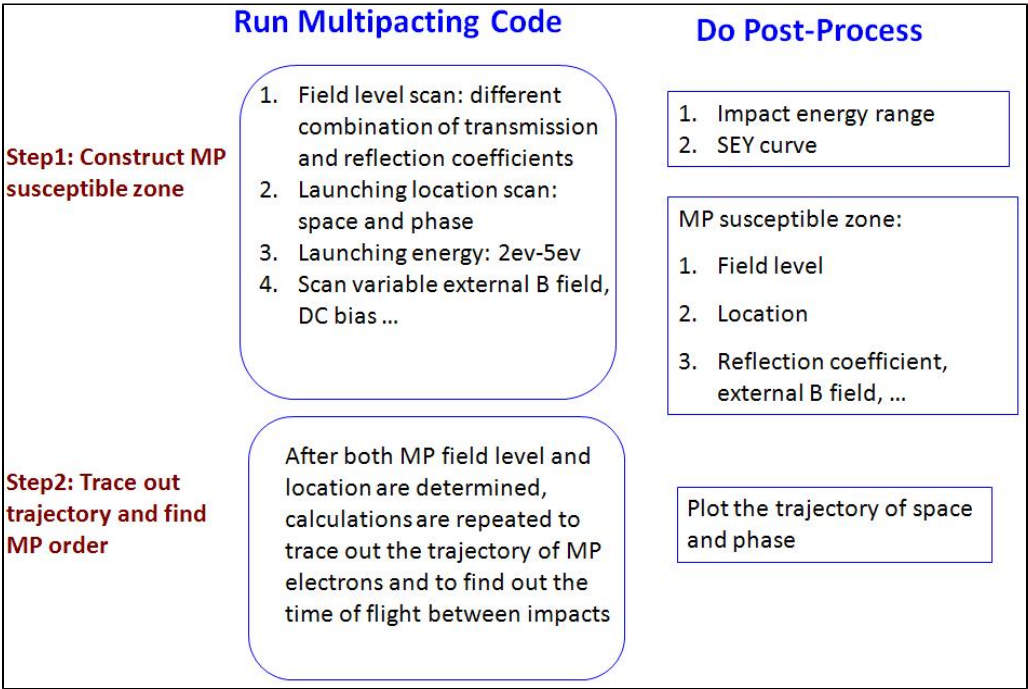 Run Multipacting Code
Do Post-Process
Step1: Construct MP
susceptible zone
1. Field level scan: different
combination of transmission
and reflection coefficients
2. Launching location scan:
space and phase
3. Launching energy: 2ev-5ev
4. Scan variable external B field,
DC bias ...
1. Impact energy range
2. SEY curve
MP susceptible zone:
1. Field level
2. Location
3. Reflection coefficient,
external B field, ...
Step2: Trace out
trajectory and find
MP order
After both MP field level and
location are determined,
calculations are repeated to
trace out the trajectory of MP
electrons and to find out the
time of flight between impacts
Plot the trajectory of space
and phase